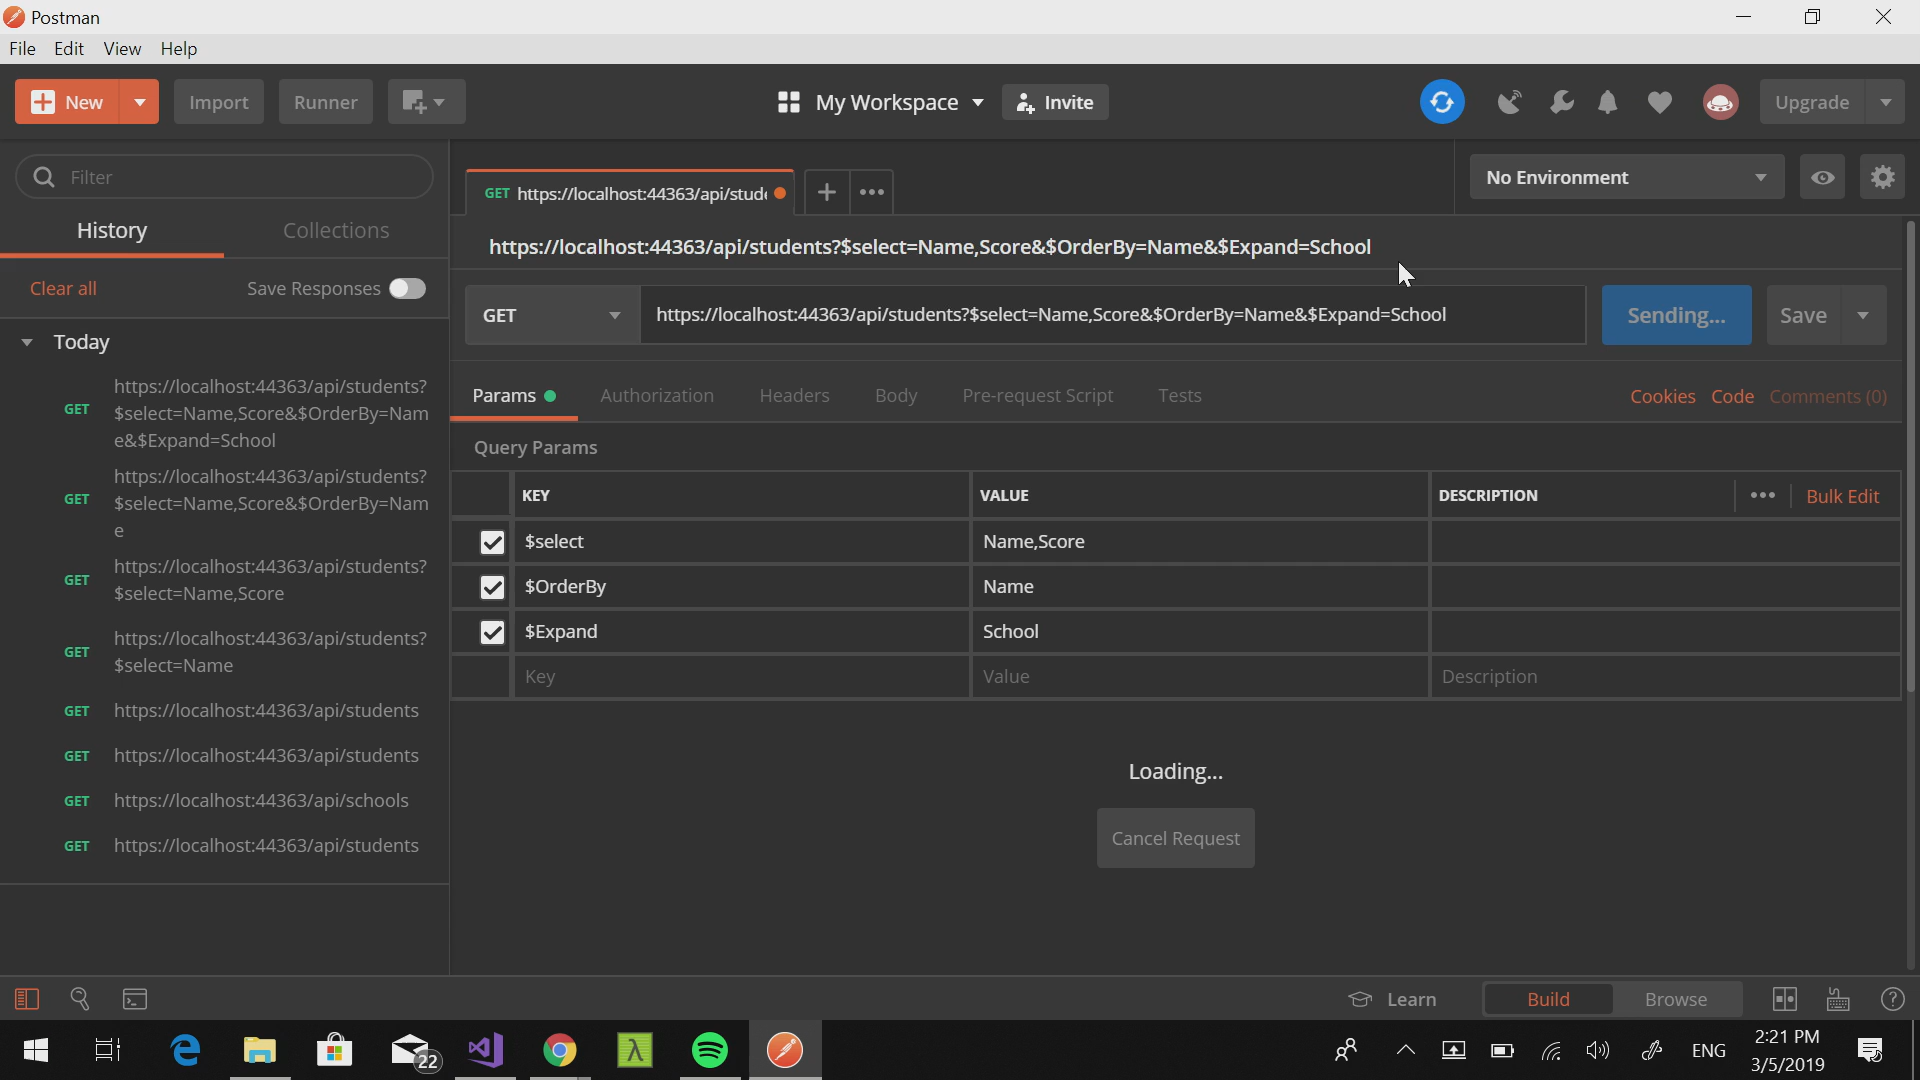 Postman
File Edit View Help
New Import Runner My Workspace Invite Upgrade
Filter
History Collections
Clear all Save Responses
Today
GET https://localhost:44363/api/students?
$select=Name,Score&$OrderBy=Nam
e&$Expand=School
GET https://localhost:44363/api/students?
$select=Name,Score&$OrderBy=Nam
e
GET https://localhost:44363/api/students?
$select=Name,Score
GET https://localhost:44363/api/students?
$select=Name
GET https://localhost:44363/api/students
GET https://localhost:44363/api/students
GET https://localhost:44363/api/schools
GET https://localhost:44363/api/students
GET https://localhost:44363/api/stude
No Environment
https://localhost:44363/api/students?$select=Name,Score&$OrderBy=Name&$Expand=School
GET https://localhost:44363/api/students?$select=Name,Score&$OrderBy=Name&$Expand=School Sending... Save
Params Authorization Headers Body Pre-request Script Tests Cookies Code Comments (0)
Query Params
KEY VALUE DESCRIPTION Bulk Edit
$select Name,Score
$OrderBy Name
$Expand School
Key Value Description
Loading...
Cancel Request
Learn Build Browse
22 ENG 2:21 PM
3/5/2019